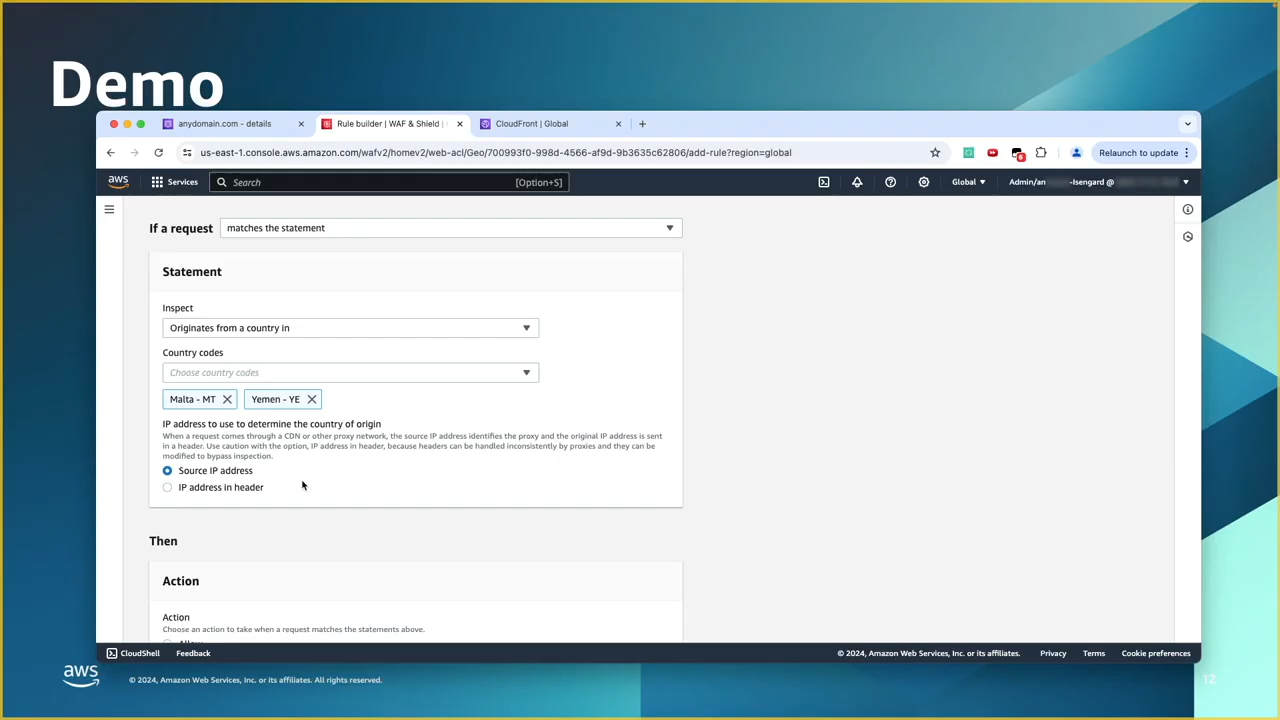 Demo
anydomain.com - details
Rule builder | WAF & Shield |
CloudFront | Global
us-east-1.console.aws.amazon.com/wafv2/homev2/web-acl/Geo/710993f0-998d-4566-af9d-9b3635c62806/add-rule?region=global
6
Relaunch to update
aws
Services
Search
[Option+S]
Global
Admin/an
-Isengard @
If a request
matches the statement
Statement
Inspect
Originates from a country in
Country codes
Choose country codes
Malta - MT
Yemen - YE
IP address to use to determine the country of origin
When a request comes through a CDN or other proxy network, the source IP address identifies the proxy and the original IP address is sent
in a header. Use caution with the option, IP address in header, because headers can be handled inconsistently by proxies and they can be
modified to bypass inspection.
Source IP address
IP address in header
Then
Action
Action
Choose an action to take when a request matches the statements above.
CloudShell
Feedback
© 2024, Amazon Web Services, Inc. or its affiliates.
Privacy
Terms
Cookie preferences
aws
© 2024, Amazon Web Services, Inc. or its affiliates. All rights reserved.
12